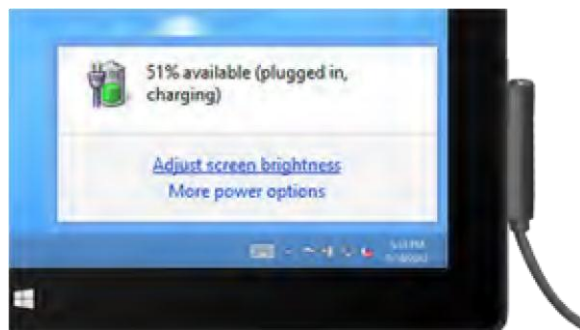 51% available (plugged in,
charging)
Adjust screen brightness
More power options